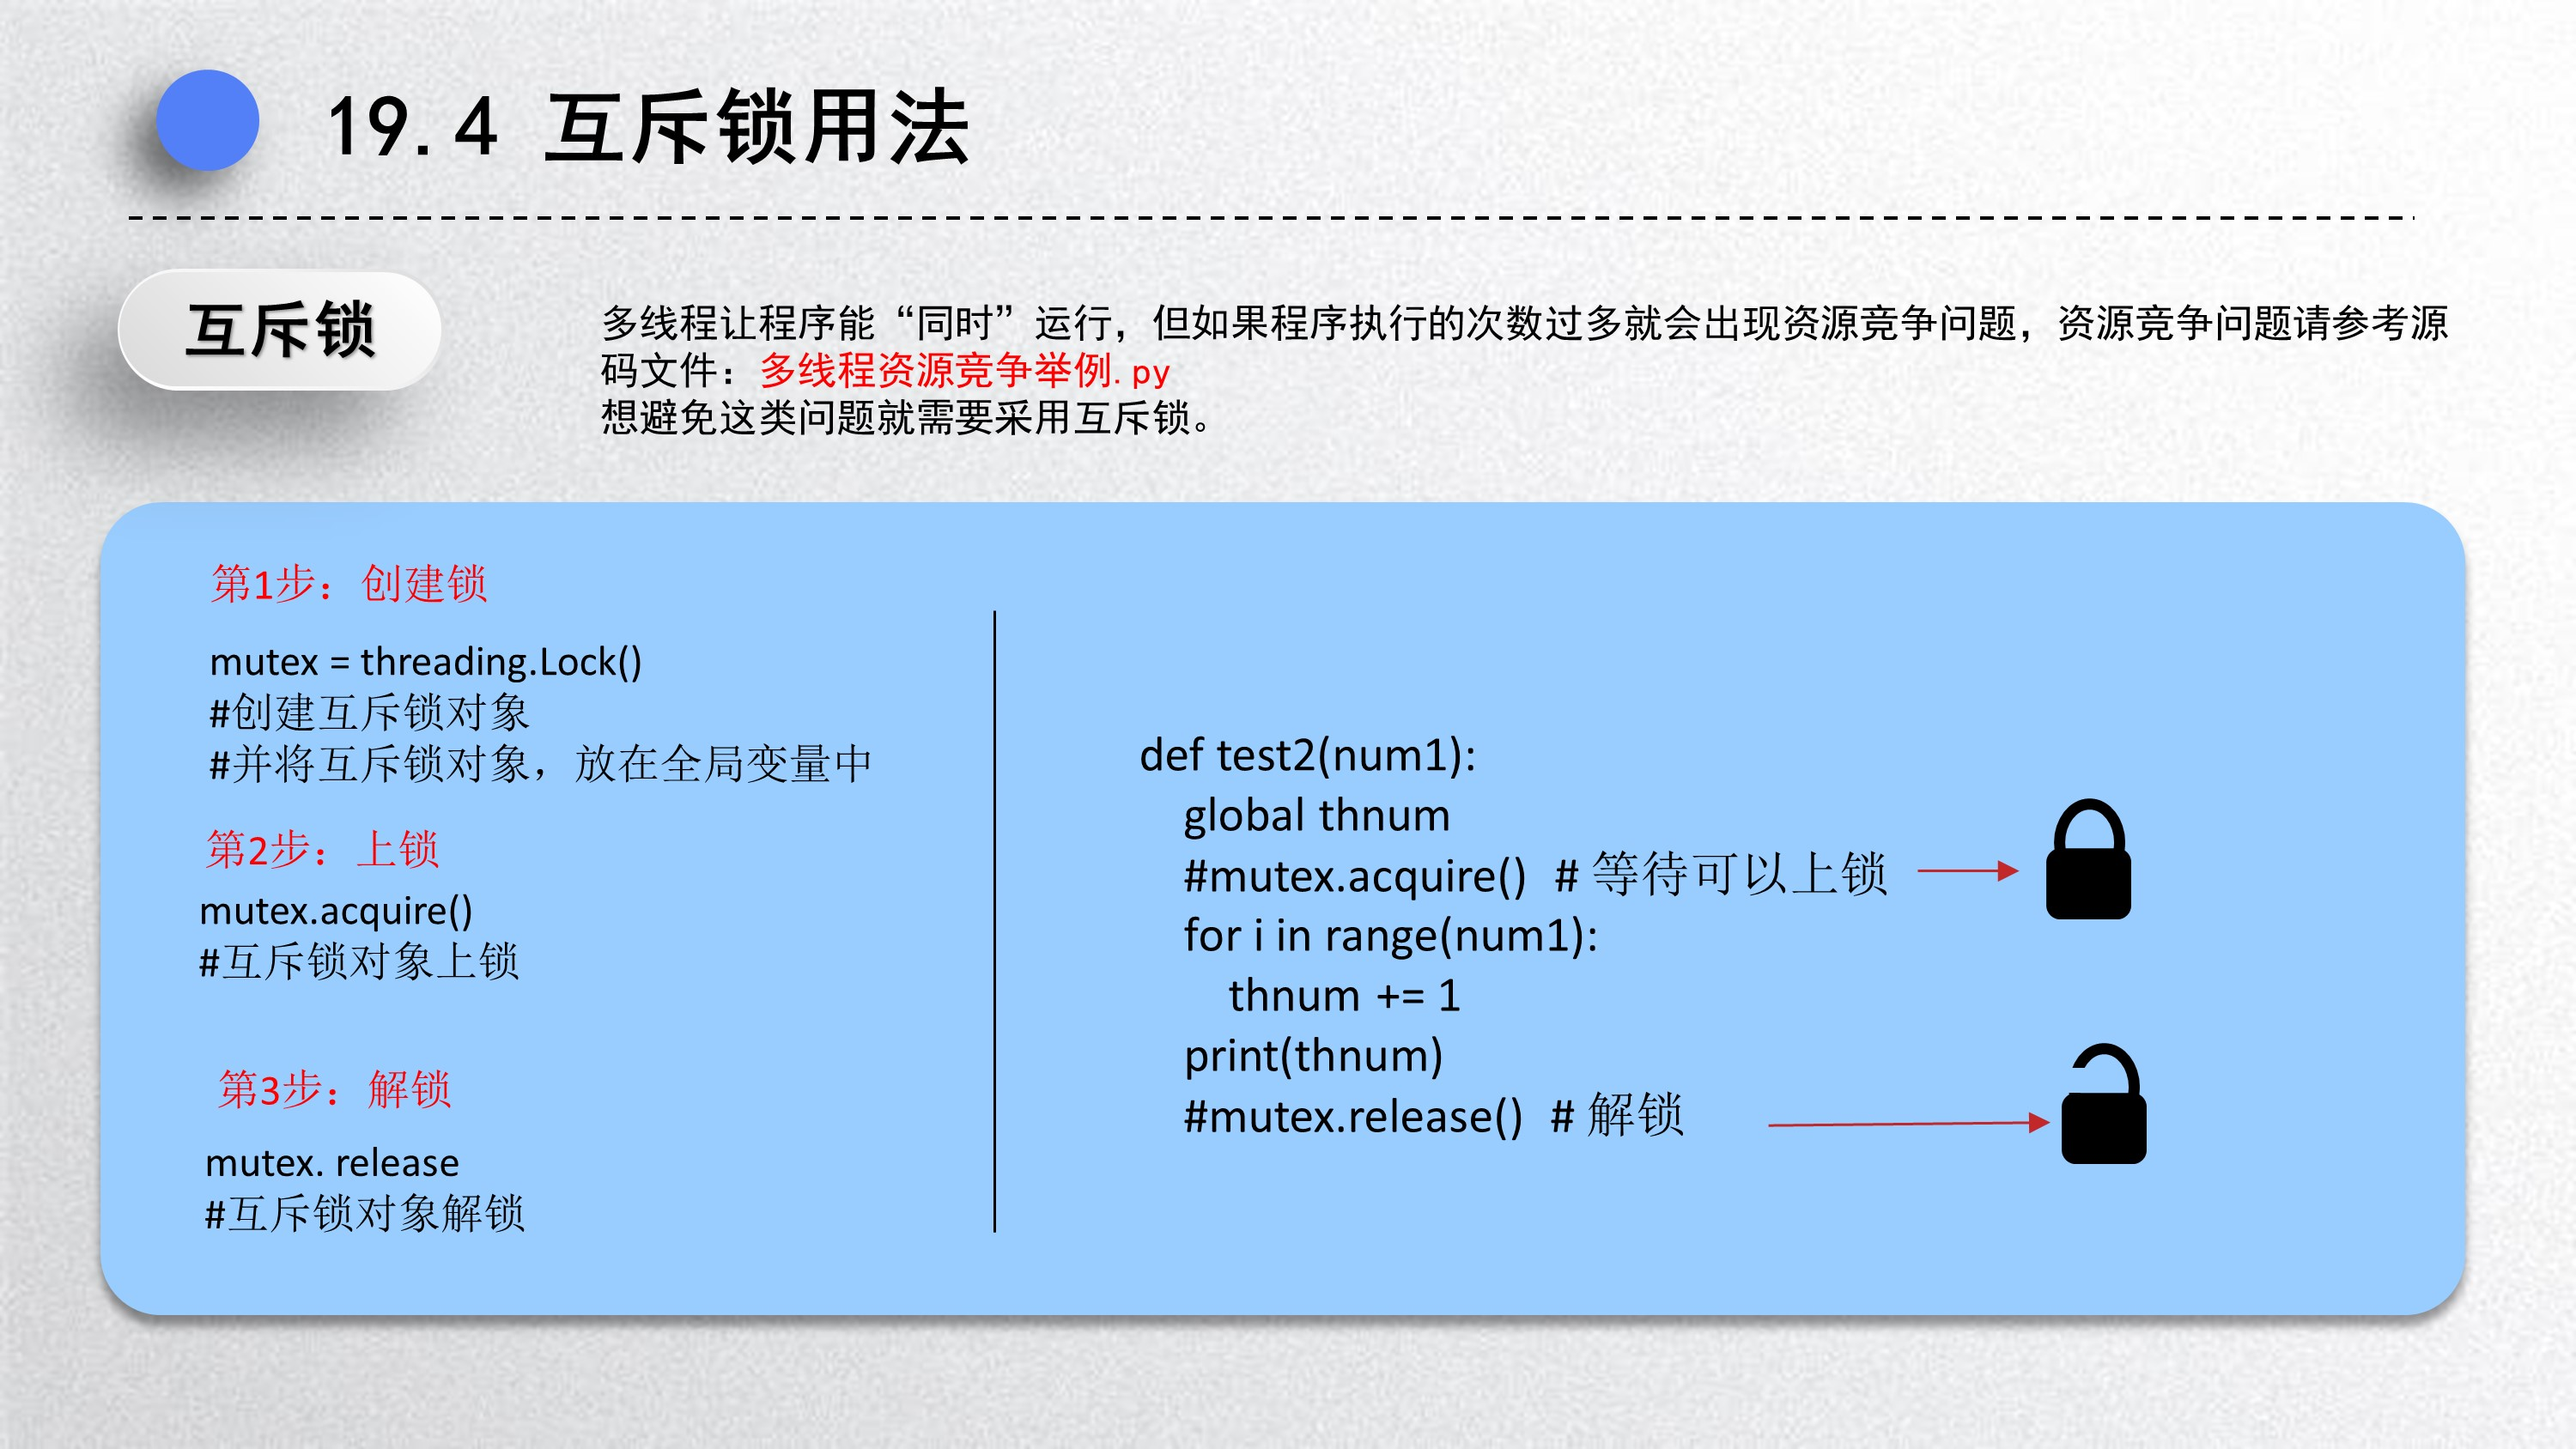 19.4 互斥锁用法
互斥锁
多线程让程序能“同时”运行，但如果程序执行的次数过多就会出现资源竞争问题，资源竞争问题请参考源
码文件：多线程资源竞争举例.py
想避免这类问题就需要采用互斥锁。
第1步：创建锁
mutex = threading.Lock()
#创建互斥锁对象
#并将互斥锁对象，放在全局变量中
第2步：上锁
mutex.acquire()
#互斥锁对象上锁
第3步：解锁
mutex. release
#互斥锁对象解锁
def test2(num1):
    global thnum
    #mutex.acquire()  # 等待可以上锁
    for i in range(num1):
        thnum += 1
    print(thnum)
    #mutex.release()  # 解锁